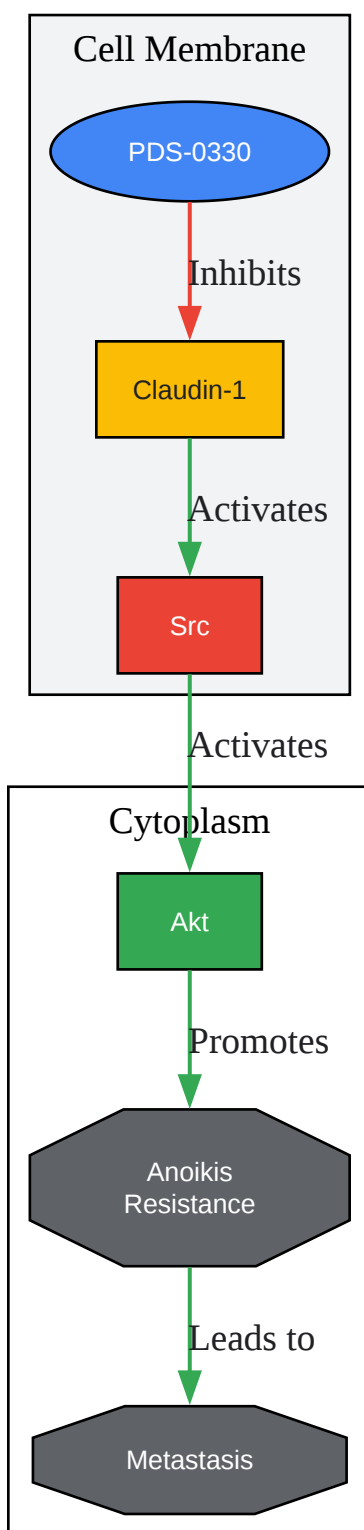 Cell Membrane
PDS-0330
Inhibits
Claudin-1
Activates
Src
Activates
Cytoplasm
Akt
Promotes
Anoikis
Resistance
Leads to
Metastasis